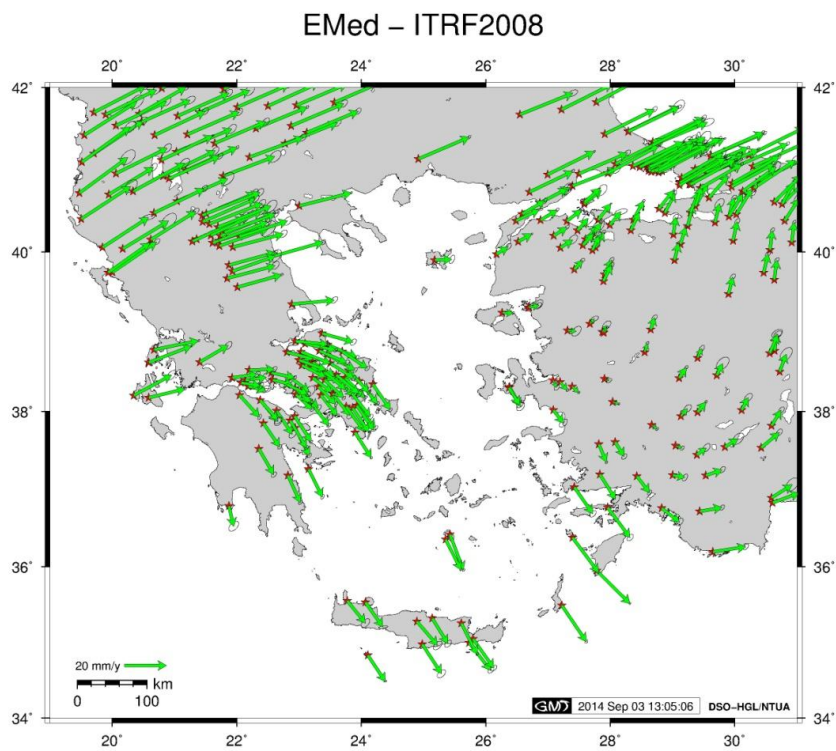 EMed – ITRF2008
20° 22° 24° 26° 28° 30°
42° 42°
40° 40°
38° 38°
36° 36°
34° 34°
20 mm/y
km
0 100
GMT 2014 Sep 03 13:05:06 DSO–HGL/NTUA
20° 22° 24° 26° 28° 30°